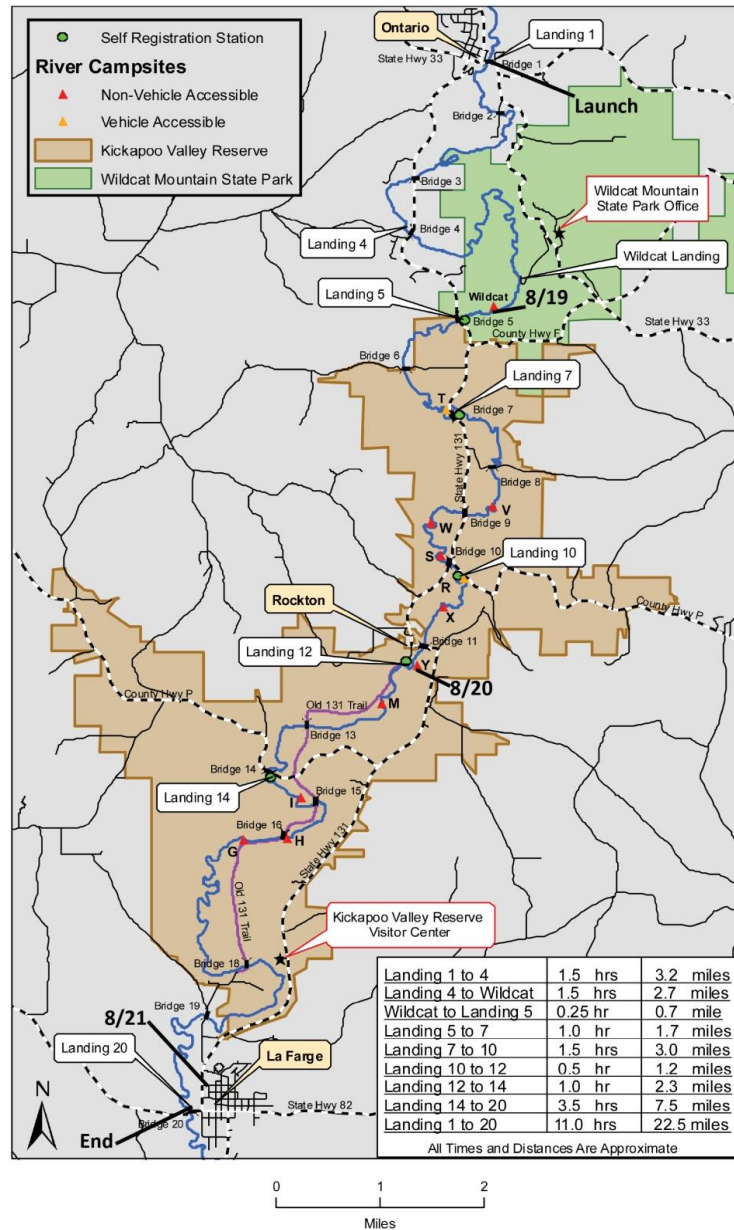 Self Registration Station
River Campsites
Non-Vehicle Accessible
Vehicle Accessible
Kickapoo Valley Reserve
Wildcat Mountain State Park
Ontario
Landing 1
State Hwy 33
Bridge 1
Launch
Bridge 2
Bridge 3
Wildcat Mountain
State Park Office
Landing 4
Bridge 4
Wildcat Landing
Landing 5
Wildcat
8/19
Bridge 5
State Hwy 33
County Hwy F
Bridge 6
Landing 7
T
Bridge 7
State Hwy 131
Bridge 8
V
W
Bridge 9
S
Bridge 10
Landing 10
R
Rockton
X
County Hwy P
Landing 12
Bridge 11
Y
8/20
County Hwy P
Old 131 Trail
M
Bridge 13
Bridge 14
Landing 14
I
Bridge 15
Bridge 16
G
H
State Hwy 131
Old 131 Trail
Kickapoo Valley Reserve
Visitor Center
Bridge 18
Bridge 19
8/21
Landing 20
La Farge
N
State Hwy 82
End
Bridge 20
Landing 1 to 4 1.5 hrs 3.2 miles
Landing 4 to Wildcat 1.5 hrs 2.7 miles
Wildcat to Landing 5 0.25 hr 0.7 mile
Landing 5 to 7 1.0 hr 1.7 miles
Landing 7 to 10 1.5 hrs 3.0 miles
Landing 10 to 12 0.5 hr 1.2 miles
Landing 12 to 14 1.0 hr 2.3 miles
Landing 14 to 20 3.5 hrs 7.5 miles
Landing 1 to 20 11.0 hrs 22.5 miles
All Times and Distances Are Approximate
0 1 2
Miles